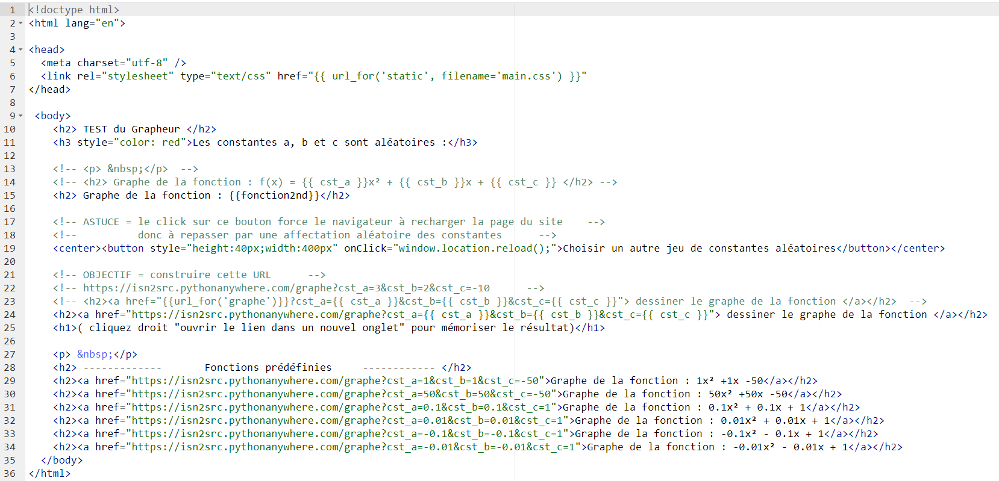 1 <!doctype html>
2 <html lang="en">
3
4 <head>
5   <meta charset="utf-8" />
6   <link rel="stylesheet" type="text/css" href="{{ url_for('static', filename='main.css') }}"
7 </head>
8
9  <body>
10     <h2> TEST du Grapheur </h2>
11     <h3 style="color: red">Les constantes a, b et c sont aléatoires :</h3>
12
13     <!-- <p> &nbsp;</p>  -->
14     <!-- <h2> Graphe de la fonction : f(x) = {{ cst_a }}x² + {{ cst_b }}x + {{ cst_c }} </h2> -->
15     <h2> Graphe de la fonction : {{fonction2nd}}</h2>
16
17     <!-- ASTUCE = le click sur ce bouton force le navigateur à recharger la page du site    -->
18     <!--          donc à repasser par une affectation aléatoire des constantes      -->
19     <center><button style="height:40px;width:400px" onClick="window.location.reload();">Choisir un autre jeu de constantes aléatoires</button></center>
20
21     <!-- OBJECTIF = construire cette URL      -->
22     <!-- https://isn2src.pythonanywhere.com/graphe?cst_a=3&cst_b=2&cst_c=-10      -->
23     <!-- <h2><a href="{{url_for('graphe')}}?cst_a={{ cst_a }}&cst_b={{ cst_b }}&cst_c={{ cst_c }}"> dessiner le graphe de la fonction </a></h2>  -->
24     <h2><a href="https://isn2src.pythonanywhere.com/graphe?cst_a={{ cst_a }}&cst_b={{ cst_b }}&cst_c={{ cst_c }}"> dessiner le graphe de la fonction </a></h2>
25     <h1>( cliquez droit "ouvrir le lien dans un nouvel onglet" pour mémoriser le résultat)</h1>
26
27     <p> &nbsp;</p>
28     <h2> -------------       Fonctions prédéfinies     ------------ </h2>
29     <h2><a href="https://isn2src.pythonanywhere.com/graphe?cst_a=1&cst_b=1&cst_c=-50">Graphe de la fonction : 1x² +1x -50</a></h2>
30     <h2><a href="https://isn2src.pythonanywhere.com/graphe?cst_a=50&cst_b=50&cst_c=-50">Graphe de la fonction : 50x² +50x -50</a></h2>
31     <h2><a href="https://isn2src.pythonanywhere.com/graphe?cst_a=0.1&cst_b=0.1&cst_c=1">Graphe de la fonction : 0.1x² + 0.1x + 1</a></h2>
32     <h2><a href="https://isn2src.pythonanywhere.com/graphe?cst_a=0.01&cst_b=0.01&cst_c=1">Graphe de la fonction : 0.01x² + 0.01x + 1</a></h2>
33     <h2><a href="https://isn2src.pythonanywhere.com/graphe?cst_a=-0.1&cst_b=-0.1&cst_c=1">Graphe de la fonction : -0.1x² - 0.1x + 1</a></h2>
34     <h2><a href="https://isn2src.pythonanywhere.com/graphe?cst_a=-0.01&cst_b=-0.01&cst_c=1">Graphe de la fonction : -0.01x² - 0.01x + 1</a></h2>
35   </body>
36 </html>